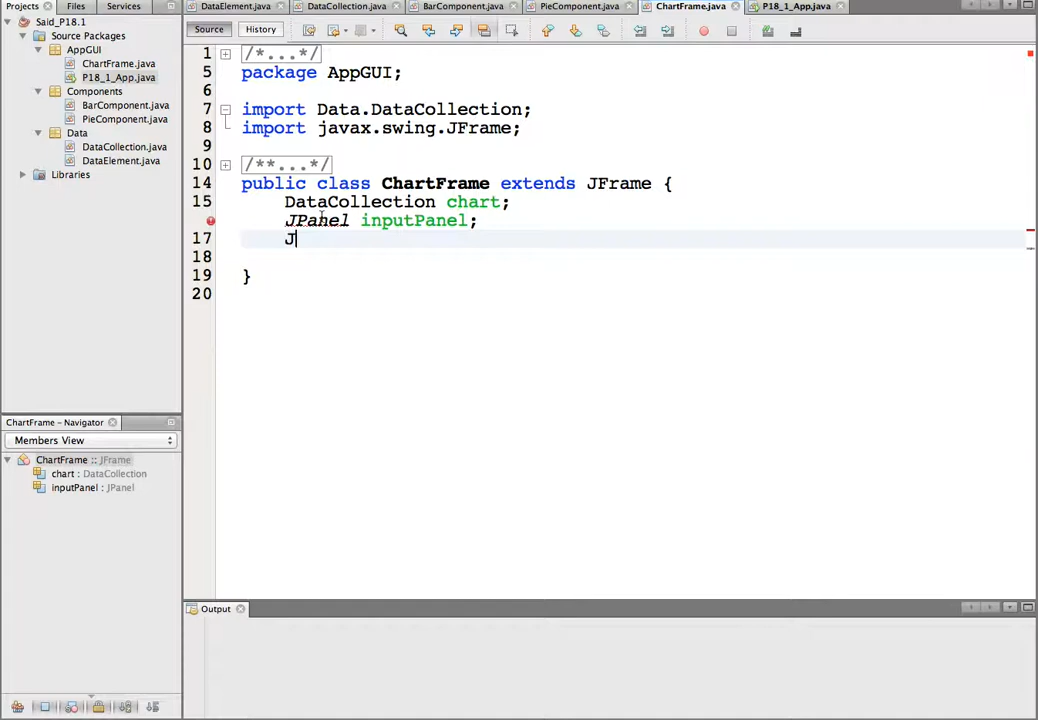 Projects Files Services DataElement.java DataCollection.java BarComponent.java PieComponent.java ChartFrame.java P18_1_App.java
Said_P18.1
Source Packages
AppGUI
ChartFrame.java
P18_1_App.java
Components
BarComponent.java
PieComponent.java
Data
DataCollection.java
DataElement.java
Libraries
Source History
1 /*...*/
5 package AppGUI;
6
7 import Data.DataCollection;
8 import javax.swing.JFrame;
9
10 /**...*/
14 public class ChartFrame extends JFrame {
15 DataCollection chart;
JPanel inputPanel;
17 J
18
19 }
20
ChartFrame - Navigator
Members View
ChartFrame :: JFrame
chart : DataCollection
inputPanel : JPanel
Output